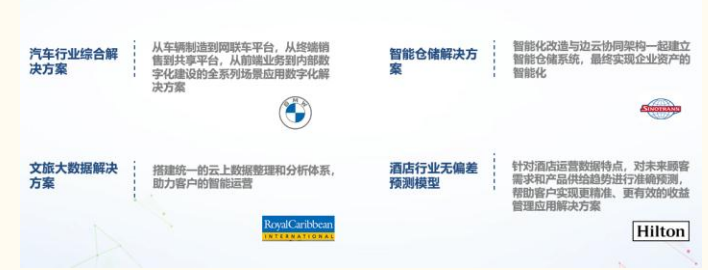 汽车行业综合解
决方案
从车辆制造到网联车平台，从终端销
售到共享平台，从前端业务到内部数
字化建设的全系列场景应用数字化解
决方案
BMW
智能仓储解决方
案
智能化改造与边云协同架构一起建立
智能仓储系统，最终实现企业资产的
智能化
SINOTRANS
文旅大数据解决
方案
搭建统一的云上数据整理和分析体系，
助力客户的智能运营
RoyalCaribbean
INTERNATIONAL
酒店行业无偏差
预测模型
针对酒店运营数据特点，对未来顾客
需求和产品供给趋势进行准确预测，
帮助客户实现更精准、更有效的收益
管理应用解决方案
Hilton